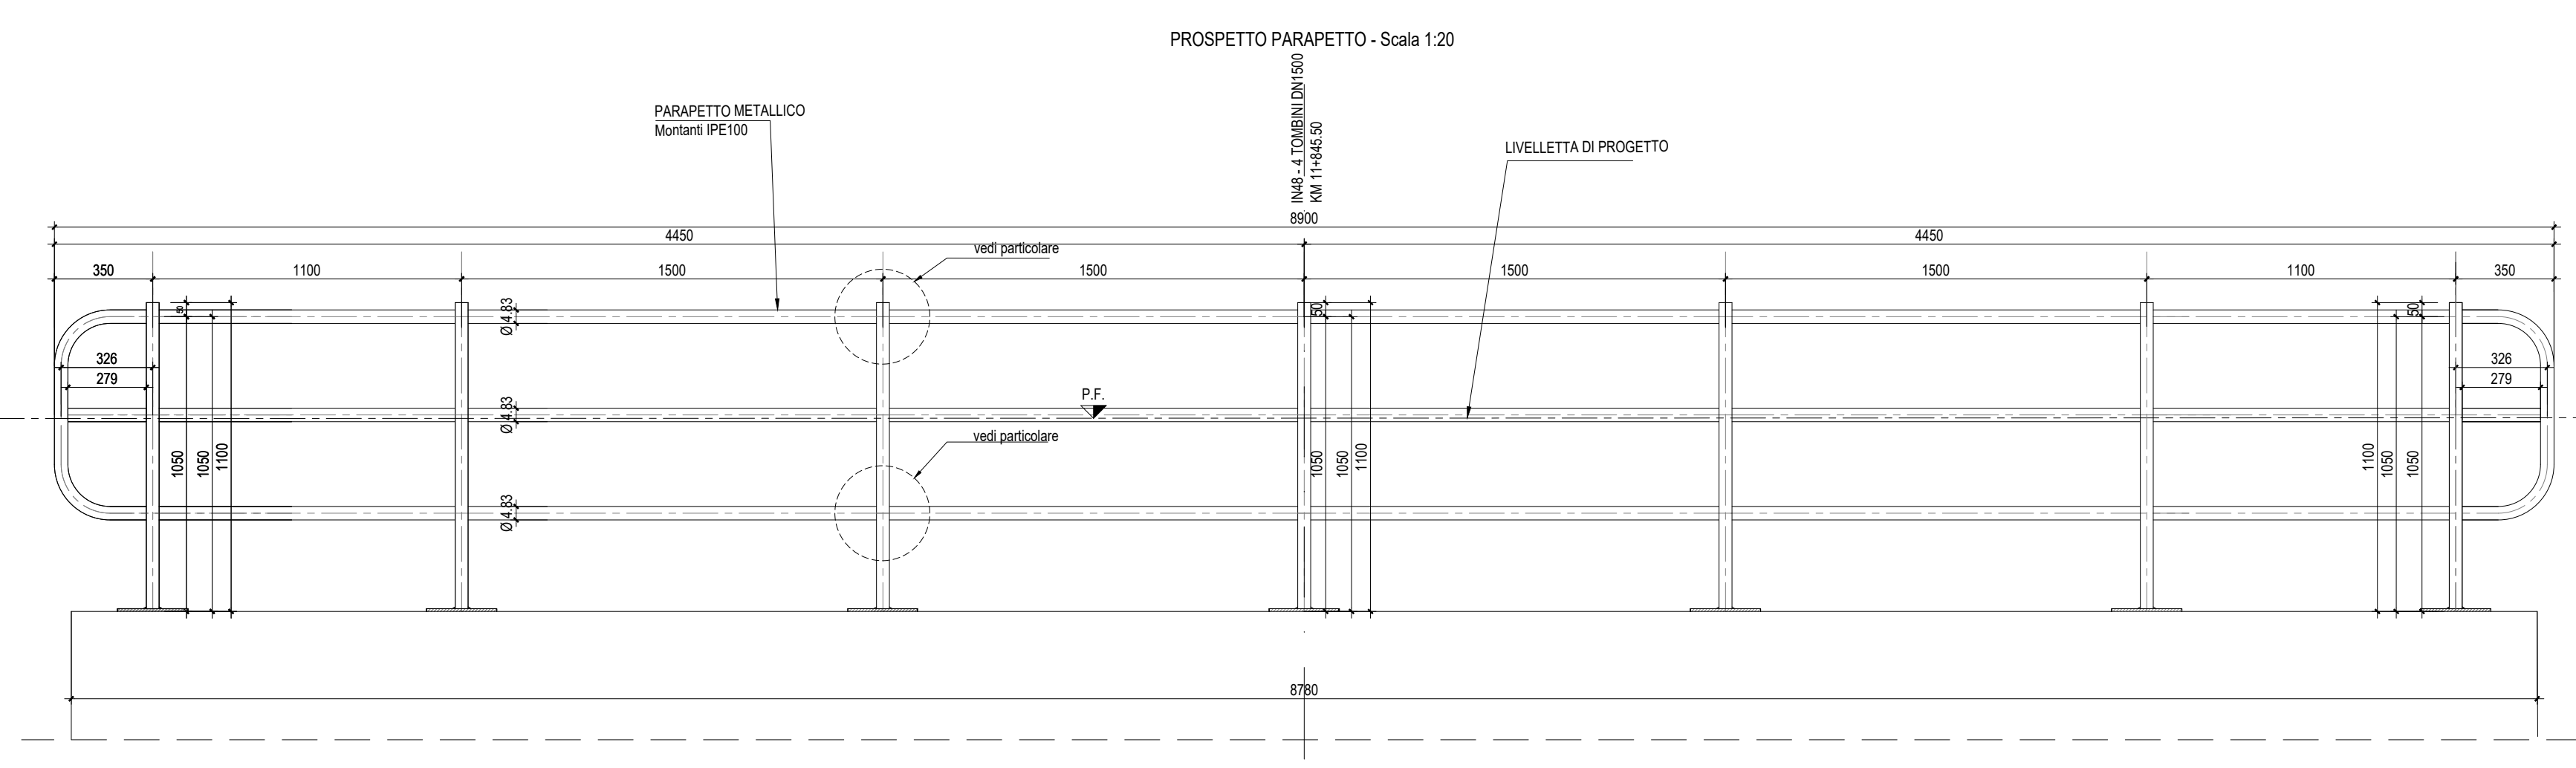 PROSPETTO PARAPETTO - Scala 1:20
IN48 - 4 TOMBINI DN1500
KM 11+845.50
PARAPETTO METALLICO
Montanti IPE100
LIVELLETTA DI PROGETTO
8900
4450
4450
vedi particolare
350
1100
1500
1500
1500
1500
1100
350
50
Ø 4.83
50
50
326
326
279
279
Ø 4.83
P.F.
vedi particolare
1050
1050
1100
1050
1050
1100
1100
1050
1050
Ø 4.83
8780